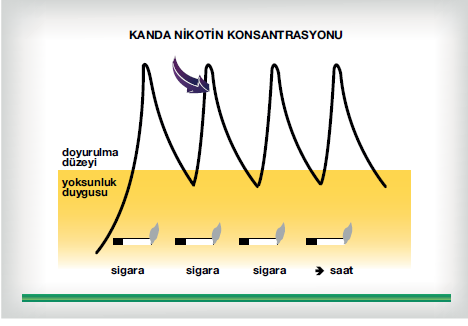 KANDA NİKOTİN KONSANTRASYONU
doyurulma
düzeyi
yoksunluk
duygusu
sigara sigara sigara ➔ saat